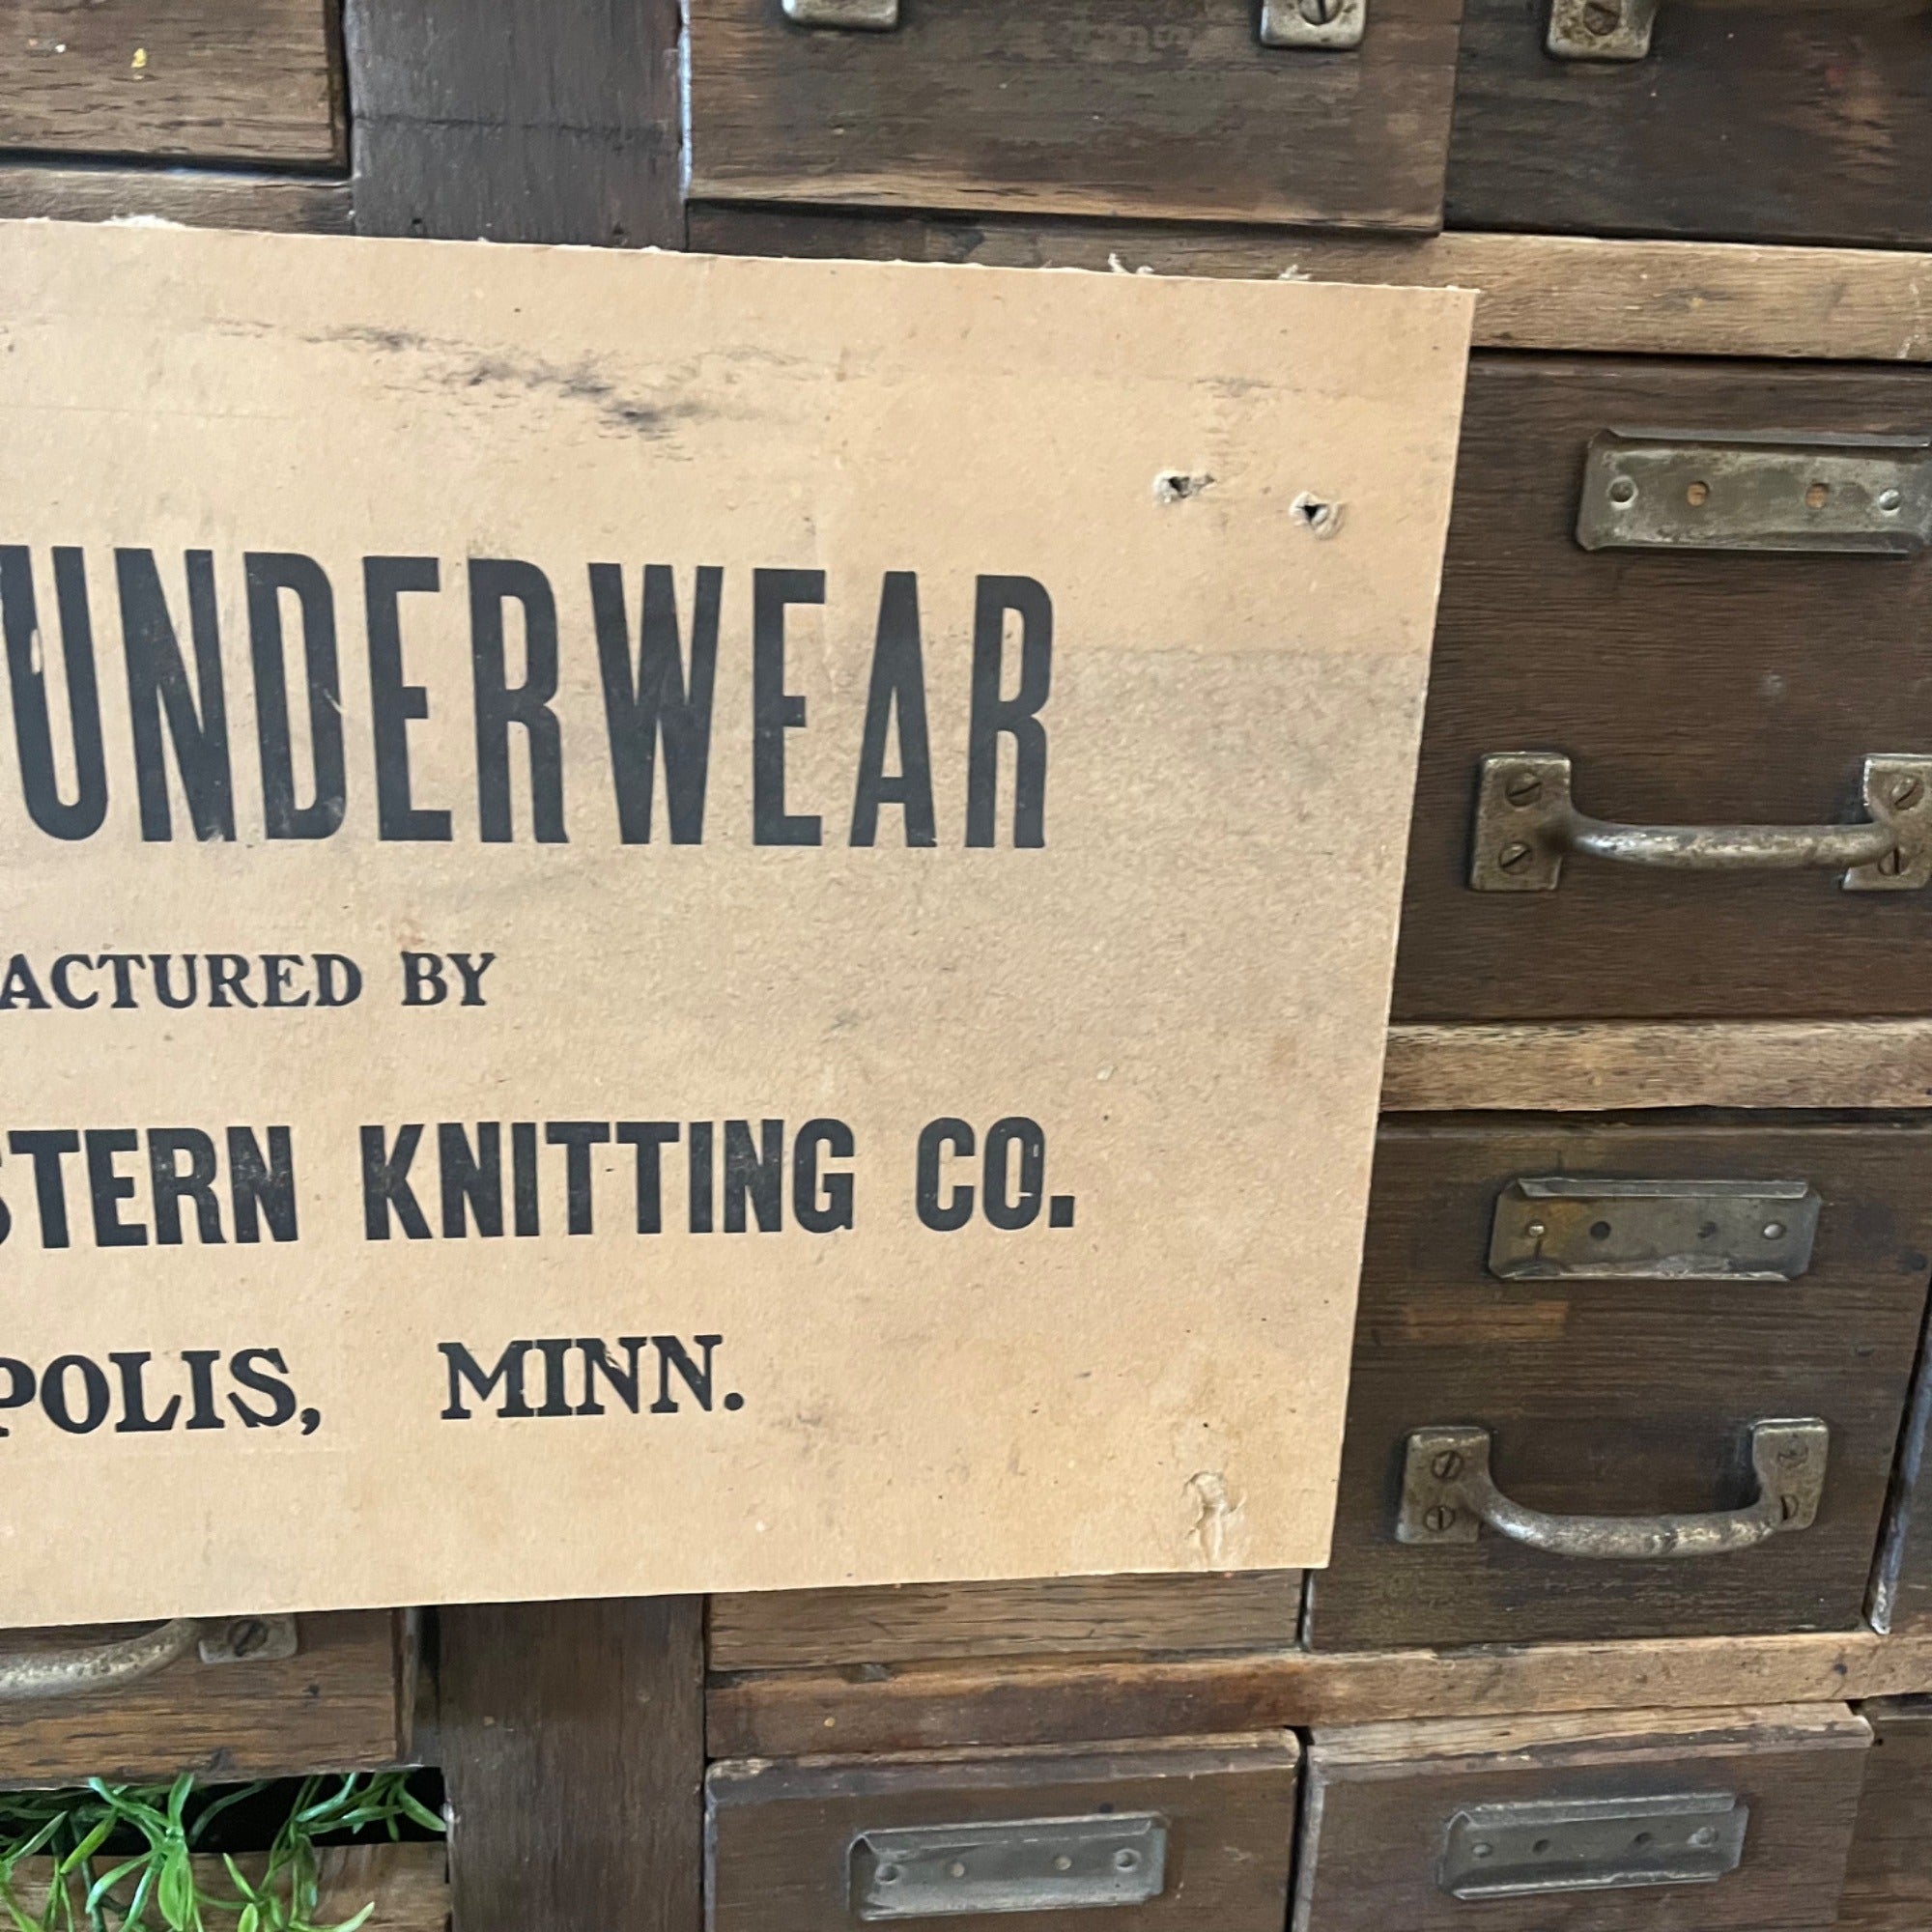 UNDERWEAR
ACTURED BY
STERN KNITTING CO.
POLIS, MINN.